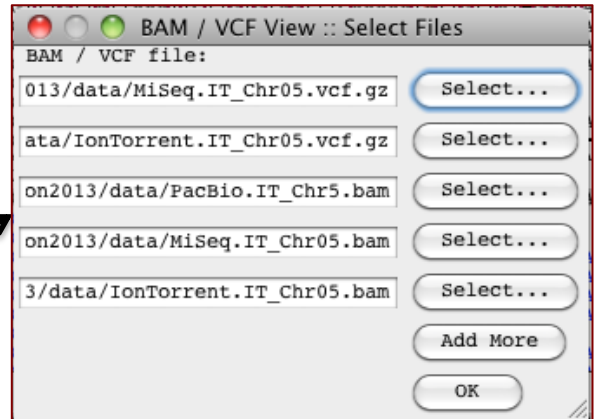 BAM / VCF View :: Select Files
BAM / VCF file:
013/data/MiSeq.IT_Chr05.vcf.gz Select...
ata/IonTorrent.IT_Chr05.vcf.gz Select...
on2013/data/PacBio.IT_Chr5.bam Select...
on2013/data/MiSeq.IT_Chr05.bam Select...
3/data/IonTorrent.IT_Chr05.bam Select...
Add More
OK